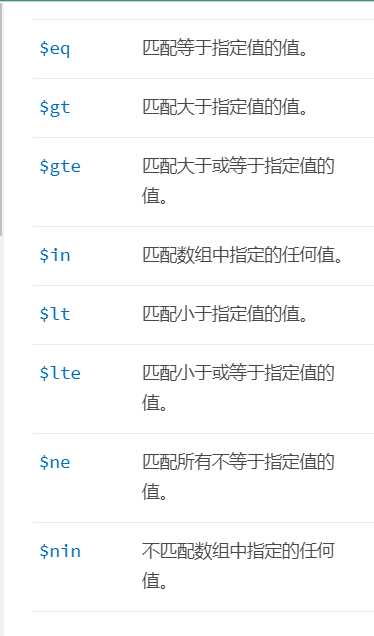 $eq 匹配等于指定值的值。
$gt 匹配大于指定值的值。
$gte 匹配大于或等于指定值的
值。
$in 匹配数组中指定的任何值。
$lt 匹配小于指定值的值。
$lte 匹配小于或等于指定值的
值。
$ne 匹配所有不等于指定值的
值。
$nin 不匹配数组中指定的任何
值。